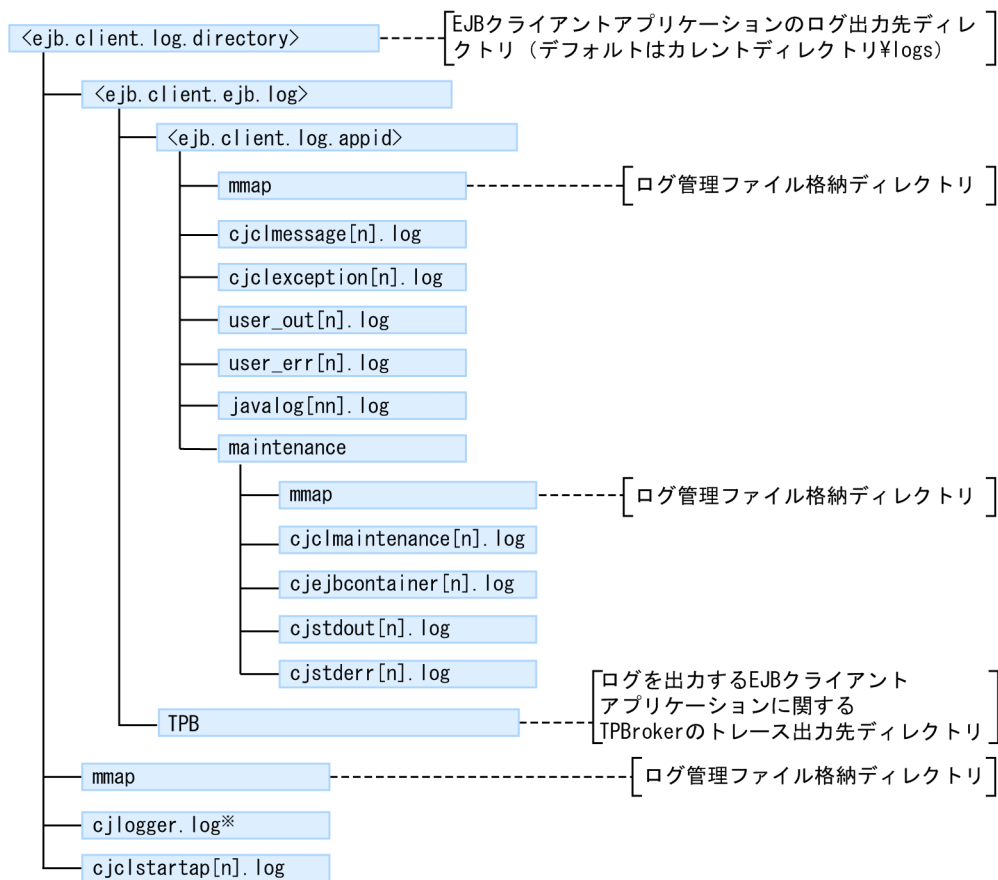 <ejb.client.log.directory>
EJBクライアントアプリケーションのログ出力先ディレ
クトリ（デフォルトはカレントディレクトリ¥logs）
<ejb.client.ejb.log>
<ejb.client.log.appid>
mmap
ログ管理ファイル格納ディレクトリ
cjclmessage[n].log
cjclexception[n].log
user_out[n].log
user_err[n].log
javalog[nn].log
maintenance
mmap
ログ管理ファイル格納ディレクトリ
cjclmaintenance[n].log
cjejbcontainer[n].log
cjstdout[n].log
cjstderr[n].log
TPB
ログを出力するEJBクライアント
アプリケーションに関する
TPBrokerのトレース出力先ディレクトリ
mmap
ログ管理ファイル格納ディレクトリ
cjlogger.log※
cjclstartap[n].log